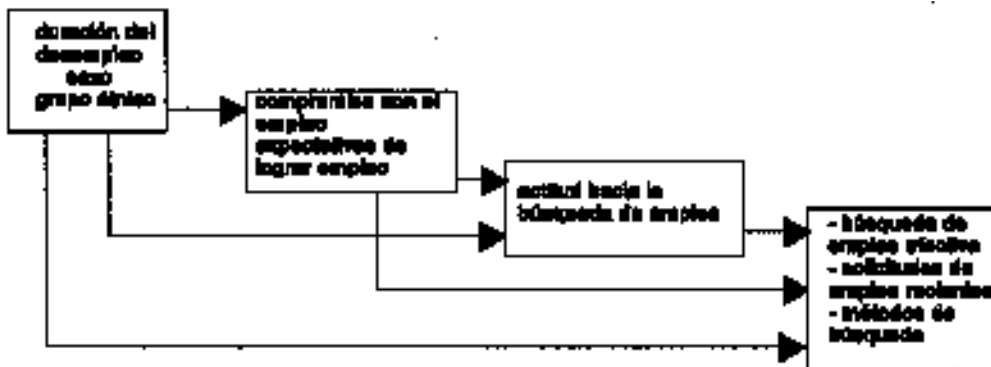 duración del
desempleo
sexo
grupo étnico
compromiso con el
empleo
expectativas de
lograr empleo
actitud hacia la
búsqueda de empleo
- búsqueda de
empleo efectiva
- solicitudes de
empleo recientes
- métodos de
búsqueda